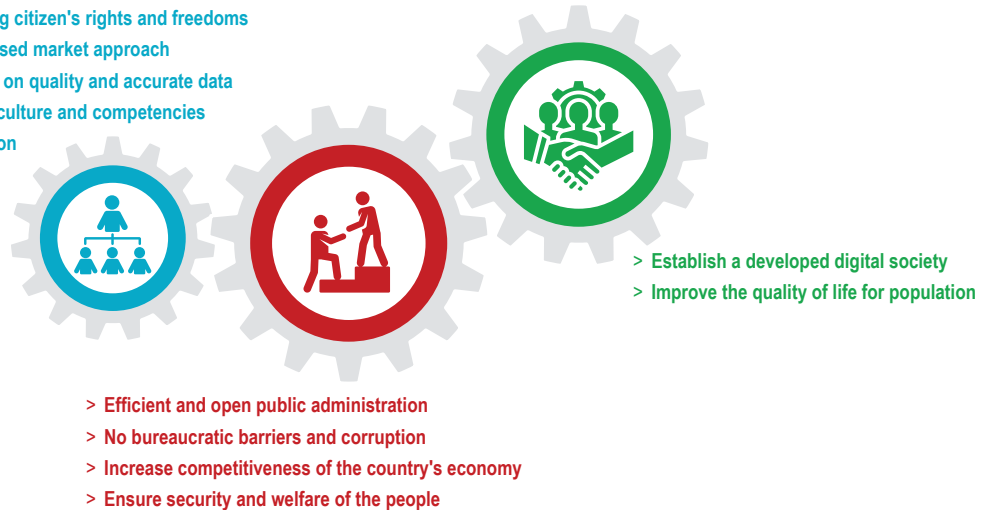 citizen's rights and freedoms
market approach
on quality and accurate data
culture and competencies
> Establish a developed digital society
> Improve the quality of life for population
> Efficient and open public administration
> No bureaucratic barriers and corruption
> Increase competitiveness of the country's economy
> Ensure security and welfare of the people